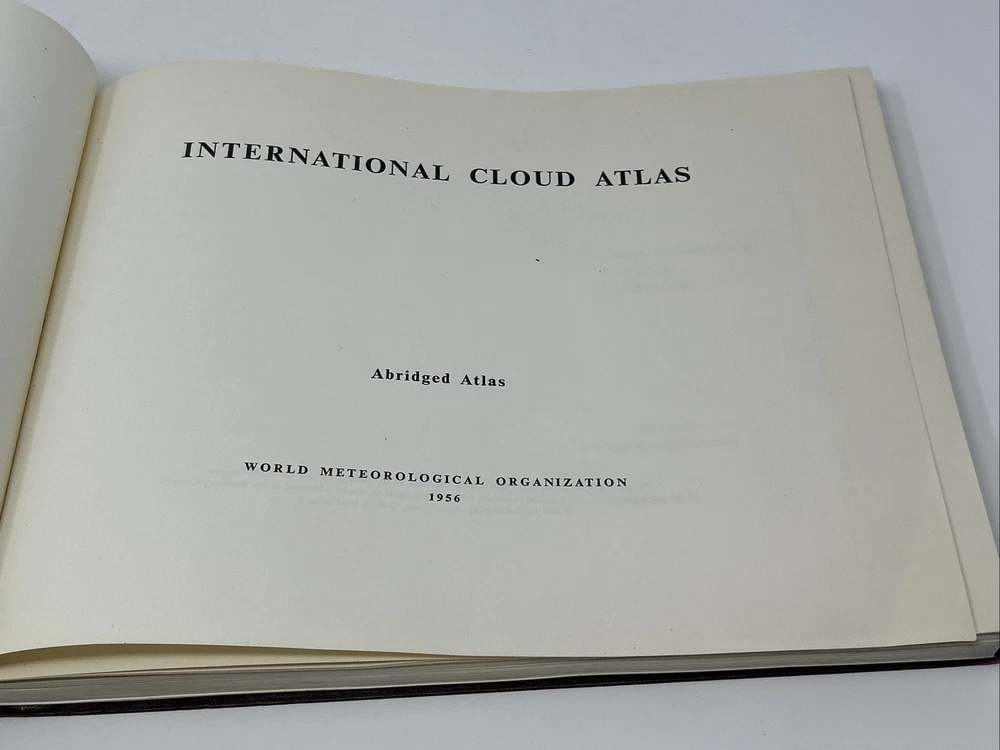 INTERNATIONAL CLOUD ATLAS
Abridged Atlas
WORLD METEOROLOGICAL ORGANIZATION
1956